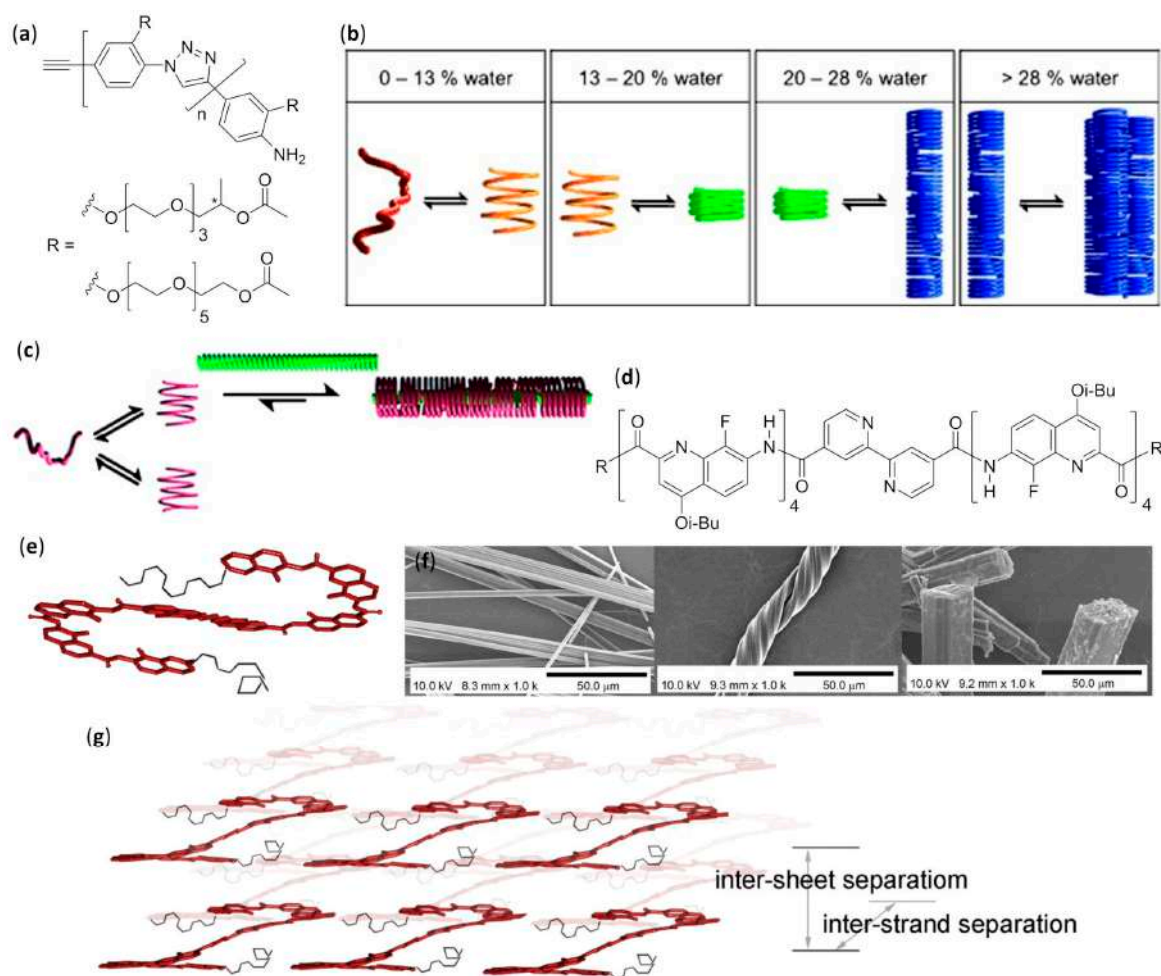 (a)
R
N
N
N
n
R
NH2
O
O
3
*
O
O
R =
O
O
5
O
O
(b)
0 – 13 % water
13 – 20 % water
20 – 28 % water
> 28 % water
(c)
(d)
R
O
N
F
H
N
Oi-Bu
4
O
N
N
O
N
H
F
N
Oi-Bu
O
4
R
(e)
(f)
10.0 kV 8.3 mm x 1.0 k 50.0 μm
10.0 kV 9.3 mm x 1.0 k 50.0 μm
10.0 kV 9.2 mm x 1.0 k 50.0 μm
(g)
inter-sheet separatiom
inter-strand separation